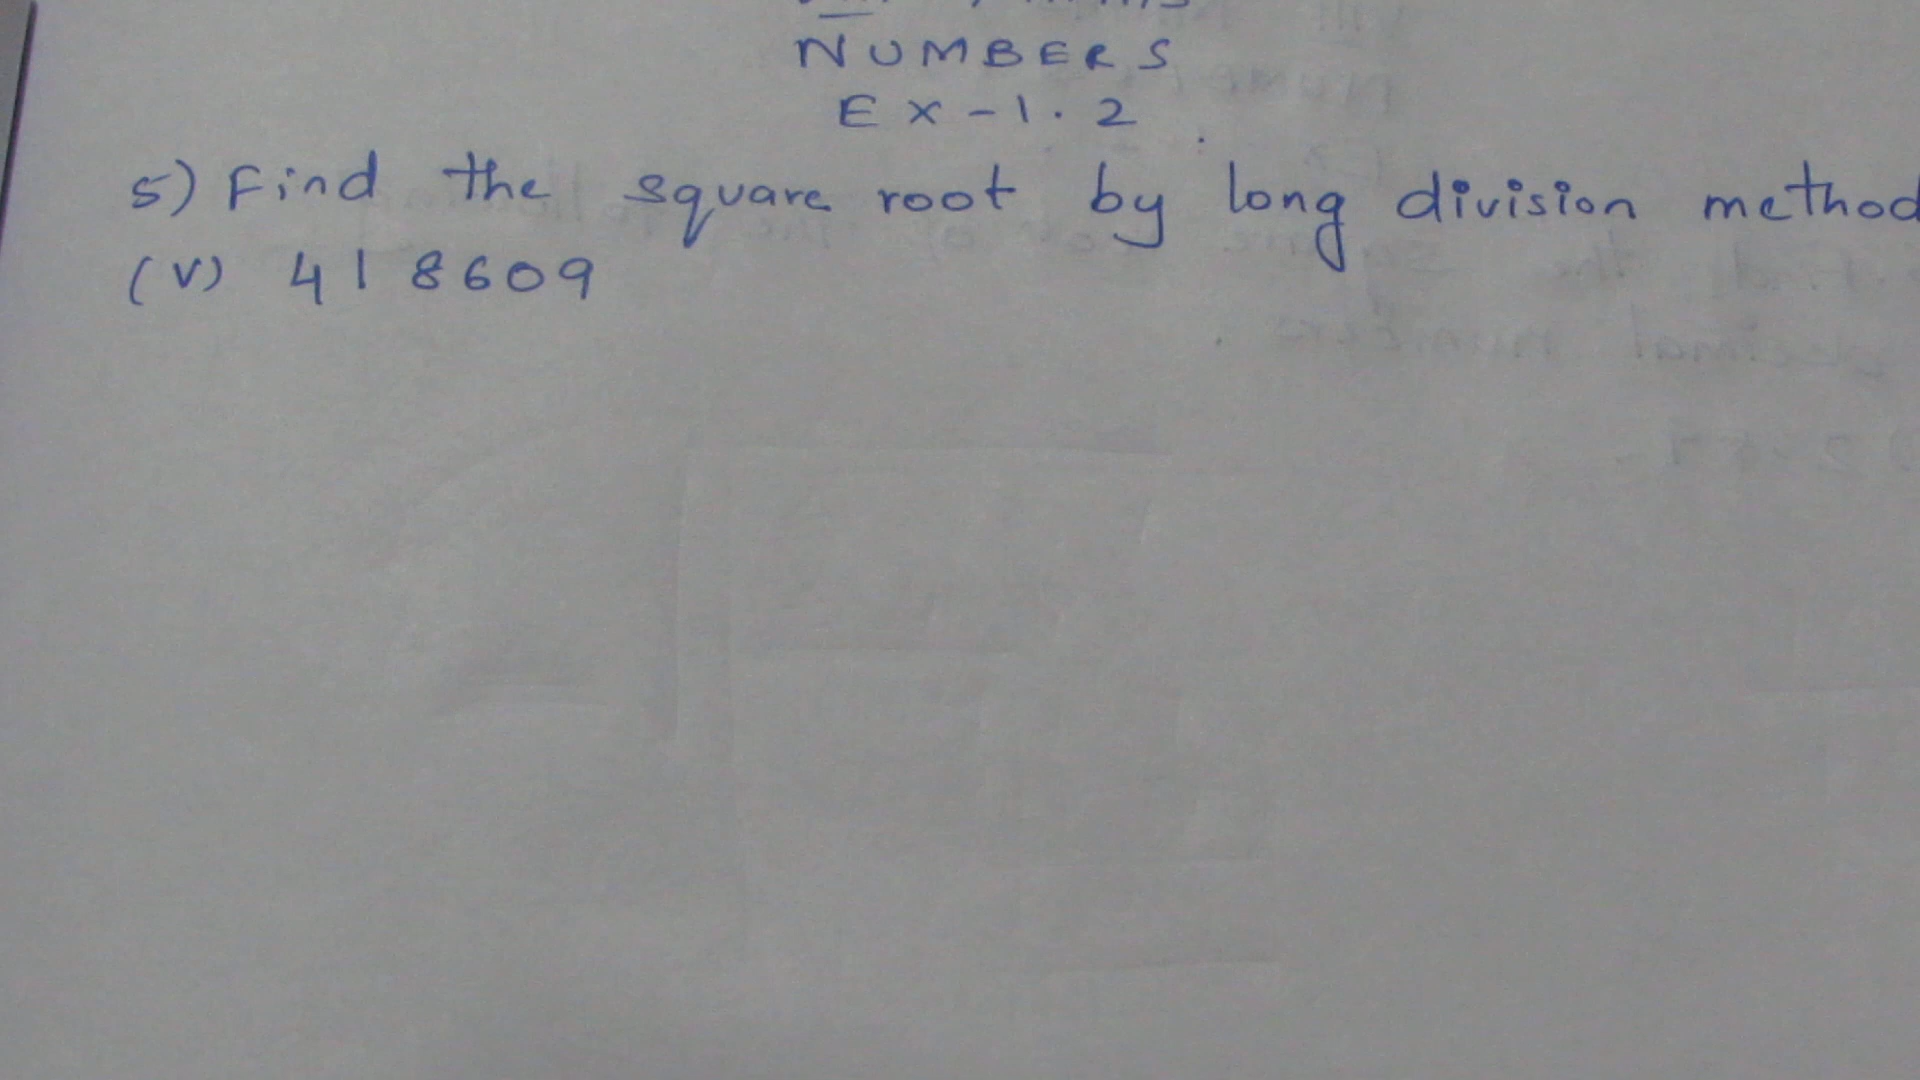 NUMBERS
EX-1.2
5) Find the square root by long division method
(V) 418609